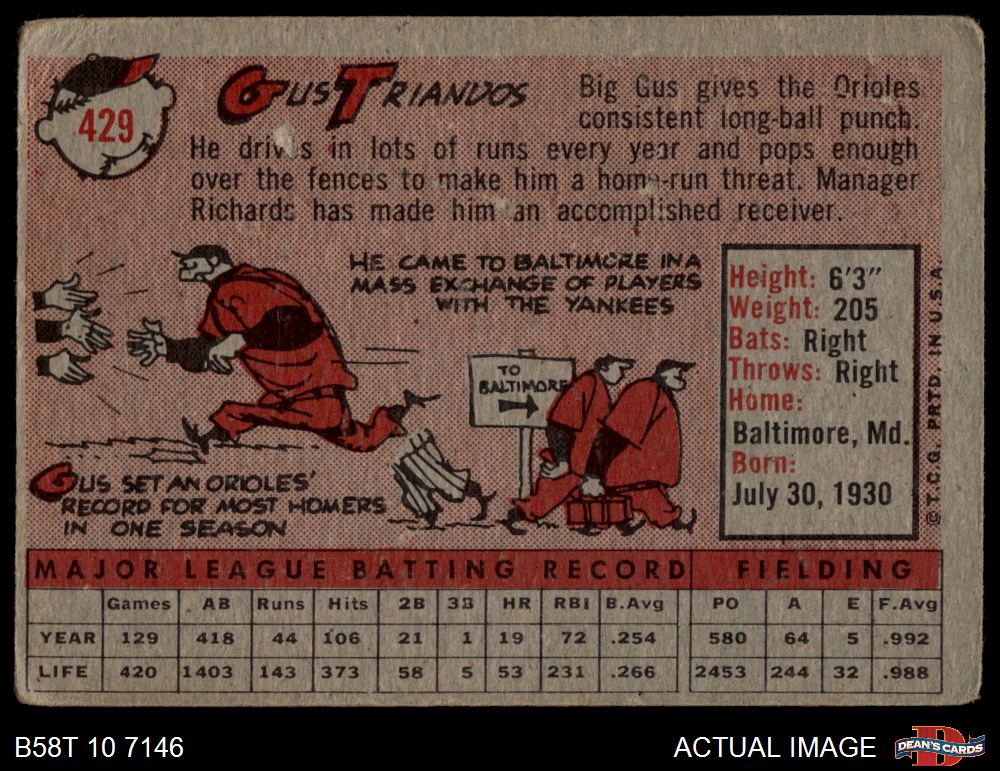 429
Gus Triandos
Big Gus gives the Orioles
consistent long-ball punch.
He drives in lots of runs every year and pops enough
over the fences to make him a home-run threat. Manager
Richards has made him an accomplished receiver.
HE CAME TO BALTIMORE IN A
MASS EXCHANGE OF PLAYERS
WITH THE YANKEES
TO
BALTIMORE
GUS SET AN ORIOLES'
RECORD FOR MOST HOMERS
IN ONE SEASON
Height: 6'3"
Weight: 205
Bats: Right
Throws: Right
Home:
Baltimore, Md.
Born:
July 30, 1930
© T.C.G. PRTD. IN U.S.A.
MAJOR LEAGUE BATTING RECORD FIELDING
Games AB Runs Hits 2B 3B HR RBI B.Avg PO A E F.Avg
YEAR 129 418 44 106 21 1 19 72 .254 580 64 5 .992
LIFE 420 1403 143 373 58 5 53 231 .266 2453 244 32 .988
B58T 10 7146 ACTUAL IMAGE DEAN'S CARDS